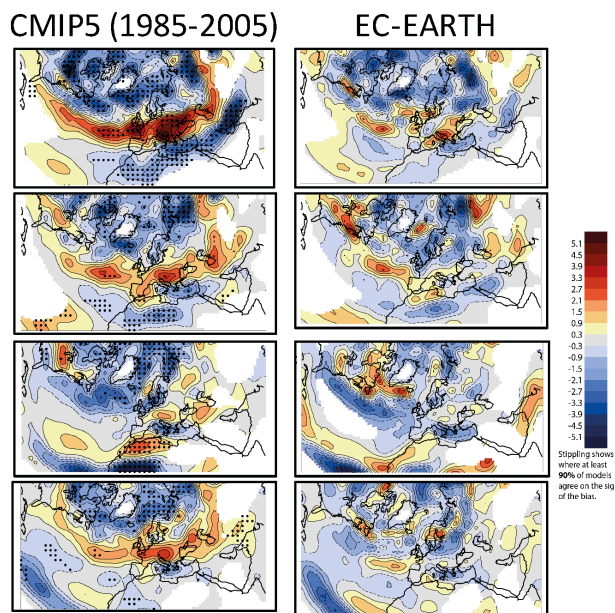 CMIP5 (1985-2005)
EC-EARTH
5.1
4.5
3.9
3.3
2.7
2.1
1.5
0.9
0.3
-0.3
-0.9
-1.5
-2.1
-2.7
-3.3
-3.9
-4.5
-5.1
Stippling shows
where at least
90% of models
agree on the sig
of the bias.